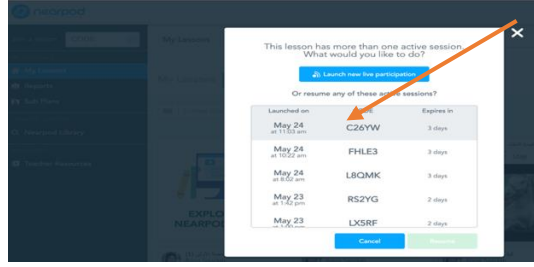 nearpod
My Lessons
This lesson has more than one active session.
What would you like to do?
Launch new live participation
Or resume any of these active sessions?
Launched on Expires in
May 24 at 11:03 am C26YW 3 days
May 24 at 10:22 am FHLE3 3 days
May 24 at 8:02 am L8QMK 3 days
May 23 at 1:42 pm RS2YG 2 days
May 23 LX5RF 2 days
Cancel Resume
My Lessons
Reports
Sub Plans
Nearpod Library
Teacher Resources
EXPLO
NEARPO